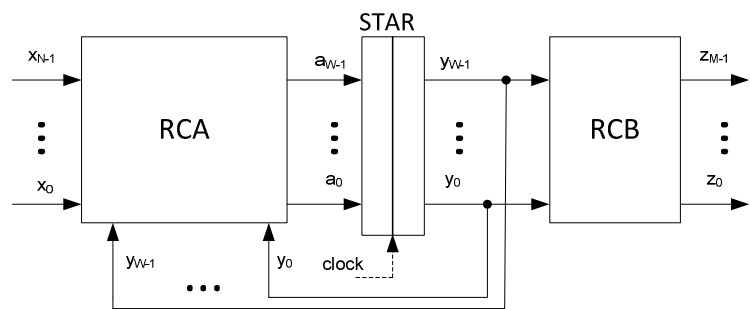 STAR
x_{N-1} a_{W-1} y_{W-1} z_{M-1}
RCA RCB
x_0 a_0 y_0 z_0
y_{W-1} y_0 clock